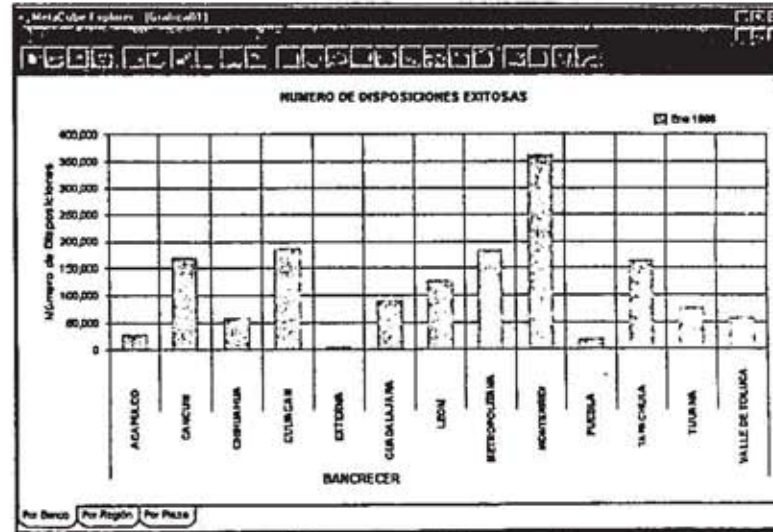 MetaCube Explorer - [Grafica01]
NUMERO DE DISPOSICIONES EXITOSAS
Ene 1998
400,000
350,000
300,000
200,000
150,000
100,000
50,000
0
Número de Disposiciones
ACAPULCO
CANCUN
CHIHUAHUA
CULIACAN
EXTERNA
GUADALAJARA
LEON
METROPOLITANA
MONTERREY
PUEBLA
TAPACHULA
TIJUANA
VALLE DE TOLUCA
BANCRECER
Por Banco Por Región Por Plaza